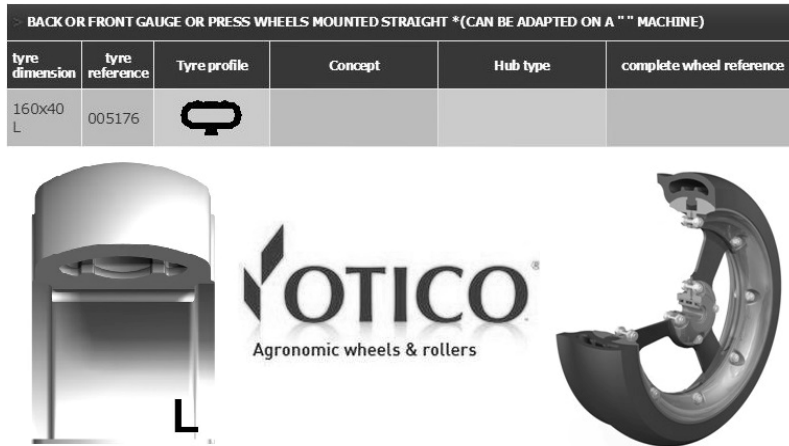 > BACK OR FRONT GAUGE OR PRESS WHEELS MOUNTED STRAIGHT *(CAN BE ADAPTED ON A " " MACHINE)
tyre dimension tyre reference Tyre profile Concept Hub type complete wheel reference
160x40 L 005176
OTICO®
Agronomic wheels & rollers
L